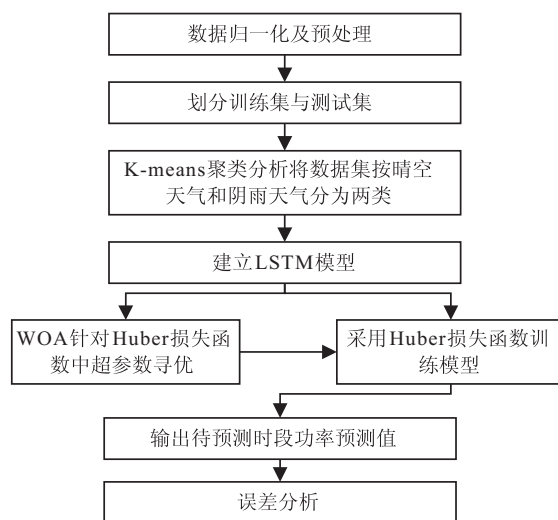 数据归一化及预处理
划分训练集与测试集
K-means聚类分析将数据集按晴空
天气和阴雨天气分为两类
建立LSTM模型
WOA针对Huber损失函
数中超参数寻优
采用Huber损失函数训
练模型
输出待预测时段功率预测值
误差分析